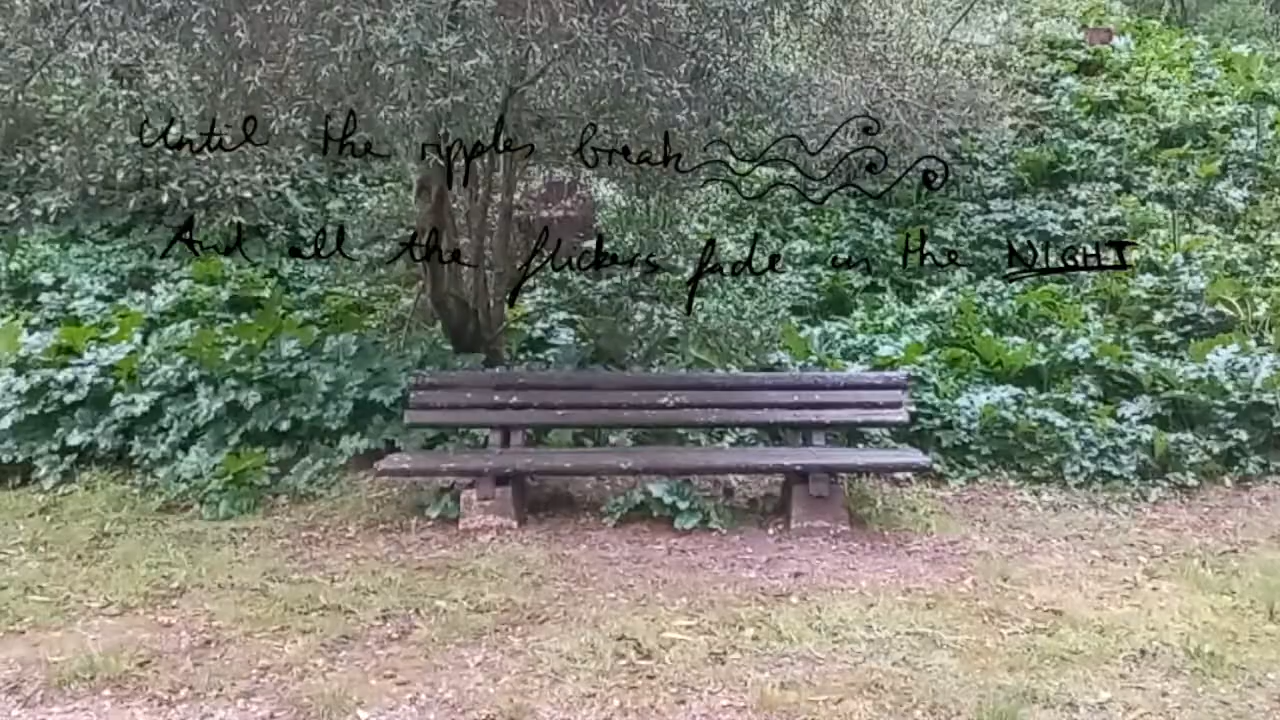 Until the ripples break
And all the flickers fade in the NIGHT